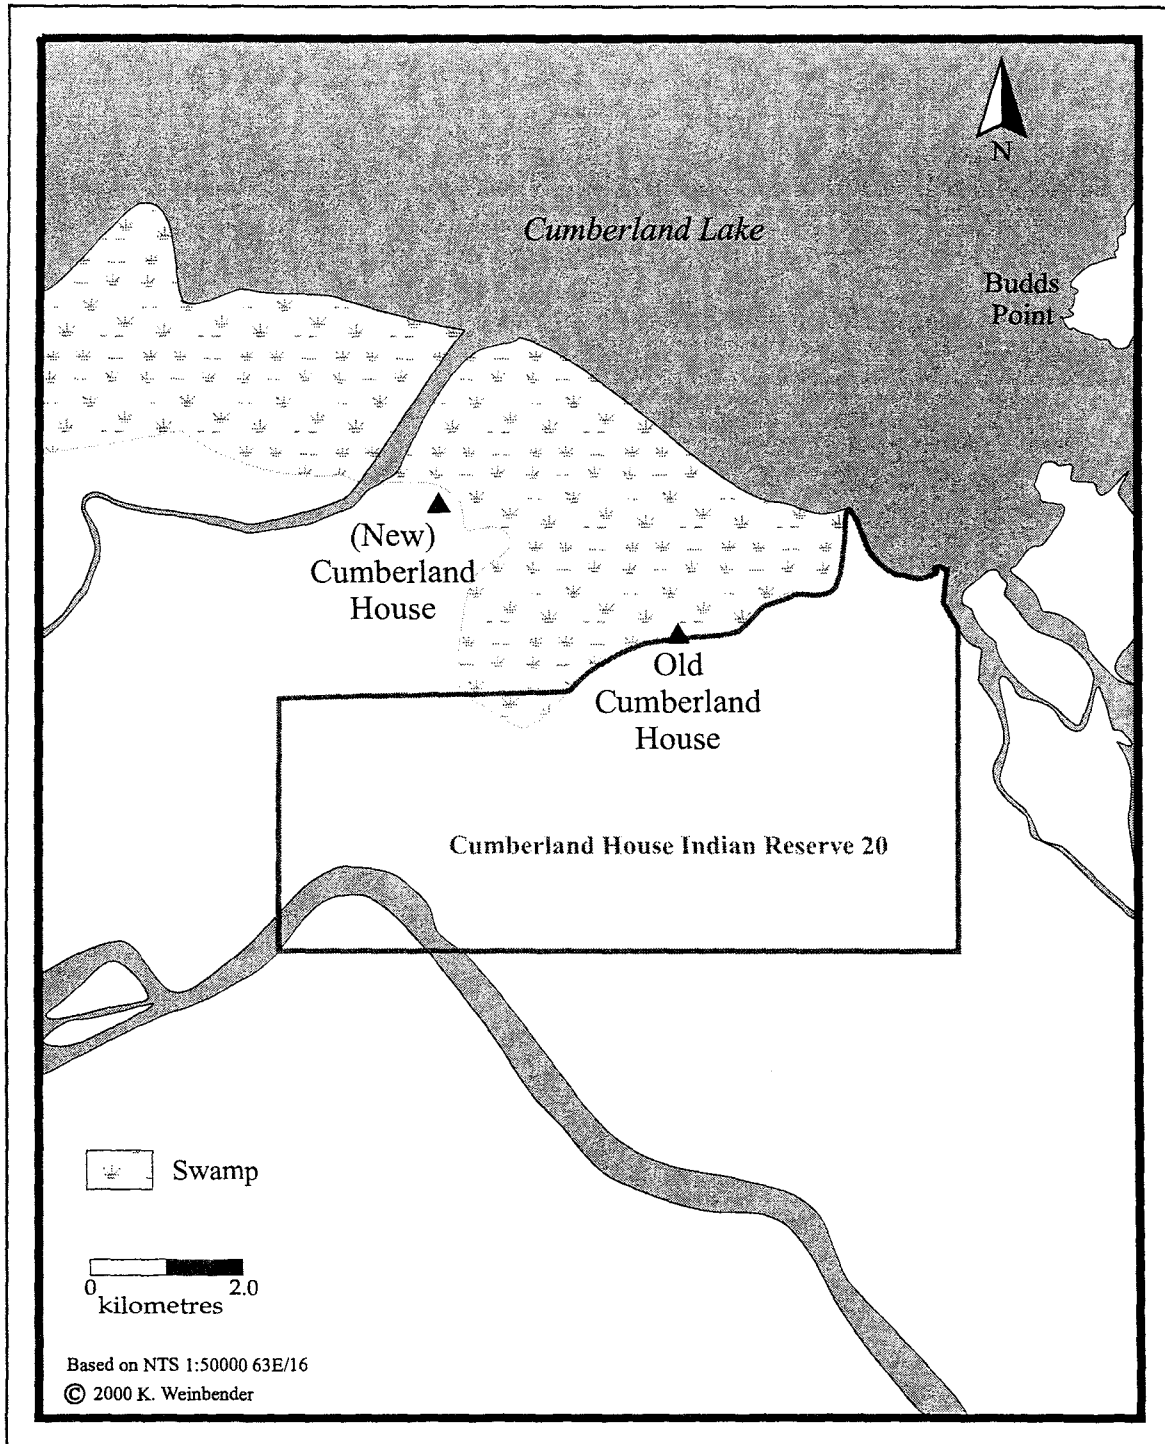 N
Cumberland Lake
Budds
Point
(New)
Cumberland
House
Old
Cumberland
House
Cumberland House Indian Reserve 20
Swamp
0 2.0
kilometres
Based on NTS 1:50000 63E/16
© 2000 K. Weinbender